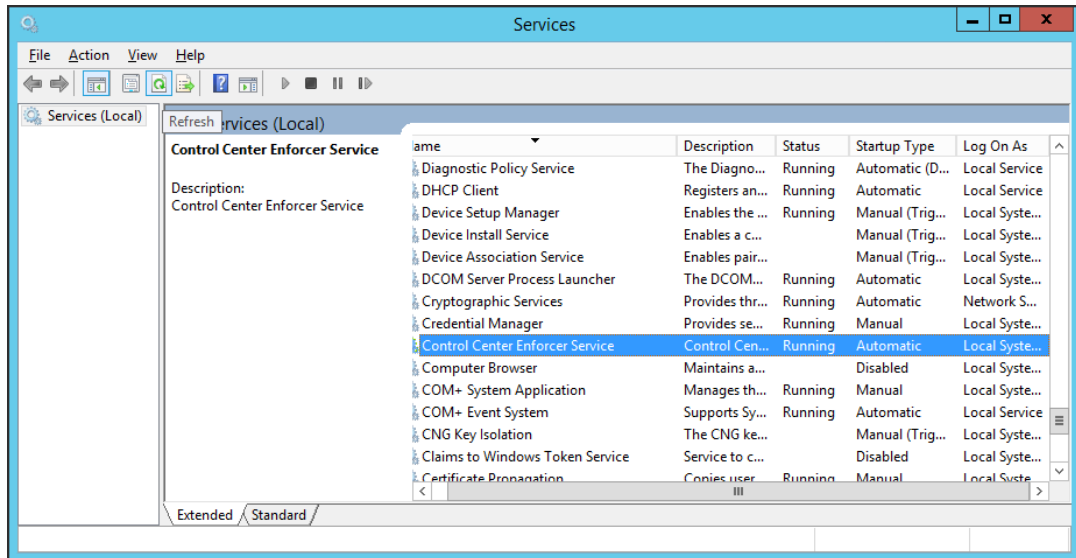 Services
File Action View Help
Services (Local)
Refresh
rvices (Local)
Control Center Enforcer Service
Description:
Control Center Enforcer Service
ame Description Status Startup Type Log On As
Diagnostic Policy Service The Diagno... Running Automatic (D... Local Service
DHCP Client Registers an... Running Automatic Local Service
Device Setup Manager Enables the ... Running Manual (Trig... Local Syste...
Device Install Service Enables a c... Manual (Trig... Local Syste...
Device Association Service Enables pair... Manual (Trig... Local Syste...
DCOM Server Process Launcher The DCOM... Running Automatic Local Syste...
Cryptographic Services Provides thr... Running Automatic Network S...
Credential Manager Provides se... Running Manual Local Syste...
Control Center Enforcer Service Control Cen... Running Automatic Local Syste...
Computer Browser Maintains a... Disabled Local Syste...
COM+ System Application Manages th... Running Manual Local Syste...
COM+ Event System Supports Sy... Running Automatic Local Service
CNG Key Isolation The CNG ke... Manual (Trig... Local Syste...
Claims to Windows Token Service Service to c... Disabled Local Syste...
Certificate Propagation Copies user Running Manual Local Syste...
Extended Standard